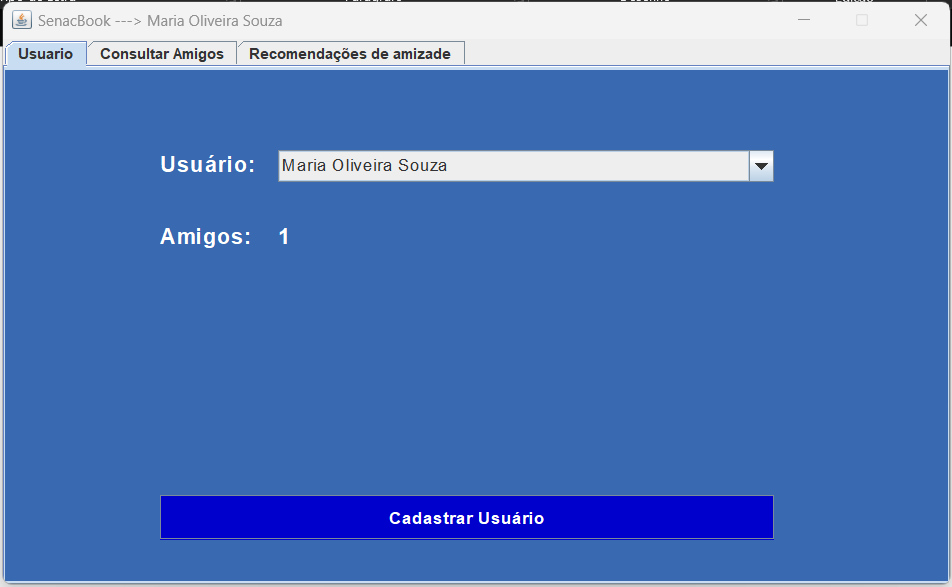 SenacBook ---> Maria Oliveira Souza
Usuario Consultar Amigos Recomendações de amizade
Usuário: Maria Oliveira Souza
Amigos: 1
Cadastrar Usuário